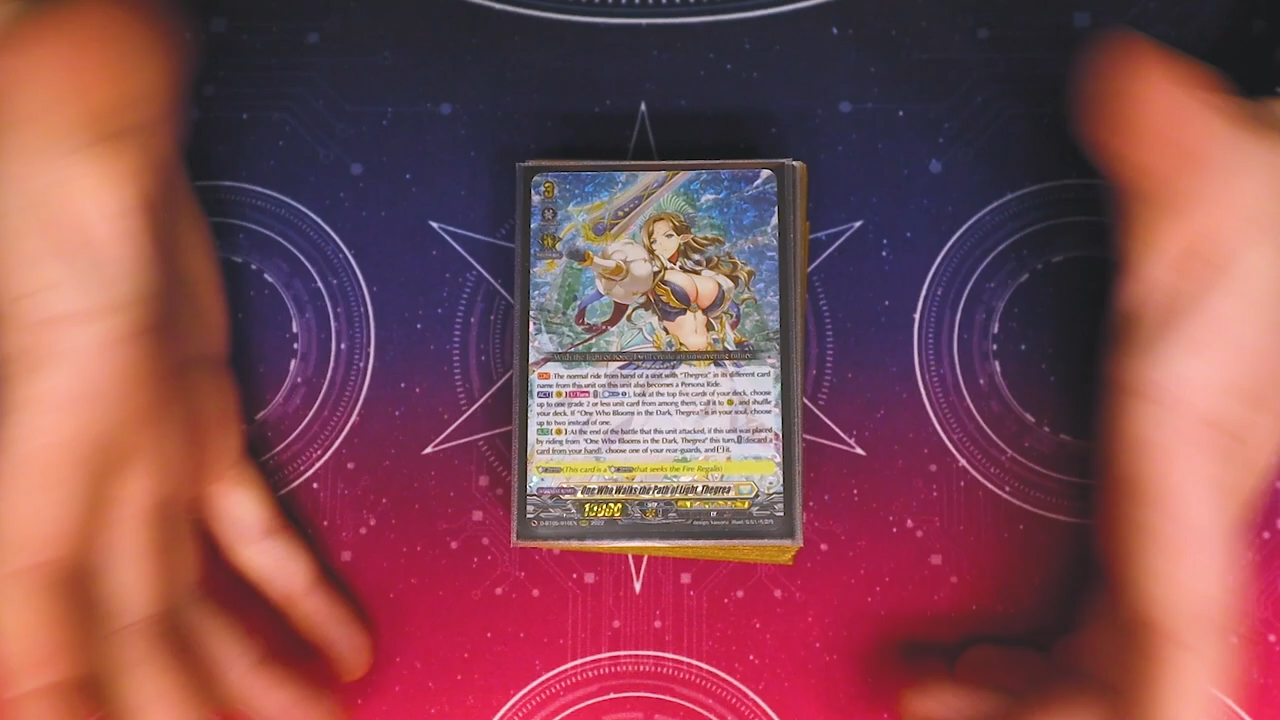 3
With the light of hope, I will create an unwavering future.
CONT :The normal ride from hand of a unit with "Thegrea" in its different card
name from this unit on this unit also becomes a Persona Ride.
ACT look at the top five cards of your deck, choose
up to one grade 2 or less unit card from among them, call it to , and shuffle
your deck. If "One Who Blooms in the Dark, Thegrea" is in your soul, choose
up to two instead of one.
AUTO :At the end of the battle that this unit attacked, if this unit was placed
by riding from "One Who Blooms in the Dark, Thegrea" this turn, discard a
card from your hand, choose one of your rear-guards, and it.
(This card is a that seeks the Fire Regalis)
One Who Walks the Path of Light, Thegrea
13000
2022